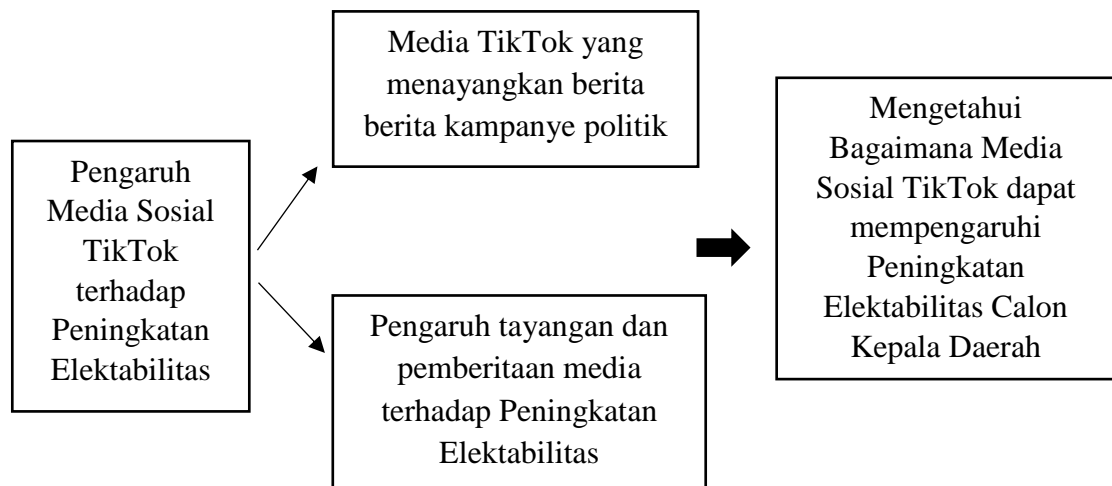 Pengaruh
Media Sosial
TikTok
terhadap
Peningkatan
Elektabilitas
Media TikTok yang
menayangkan berita
berita kampanye politik
Pengaruh tayangan dan
pemberitaan media
terhadap Peningkatan
Elektabilitas
Mengetahui
Bagaimana Media
Sosial TikTok dapat
mempengaruhi
Peningkatan
Elektabilitas Calon
Kepala Daerah